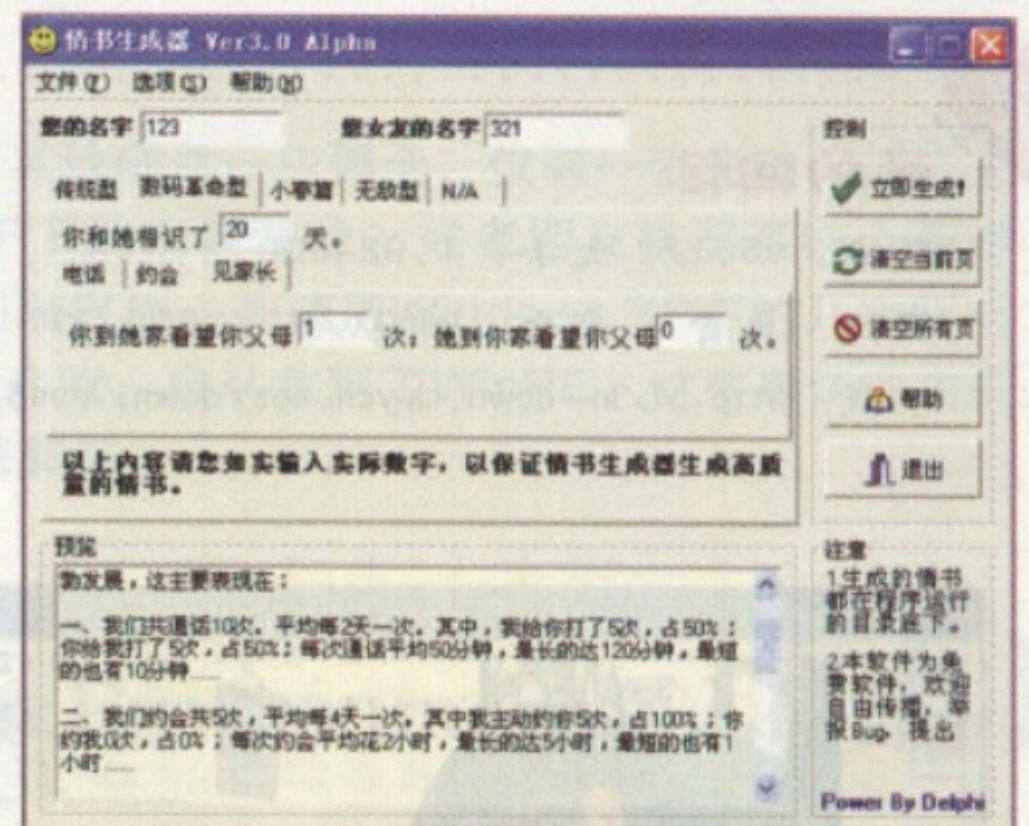 情书生成器 Ver3.0 Alpha
文件(F) 选项(S) 帮助(H)
您的名字 123 您女友的名字 321
传统型 数码革命型 小春篇 无敌型 N/A
你和她相识了 20 天。
电话 约会 见家长
你到她家看望你父母 1 次；她到你家看望你父母 0 次。
以上内容请您如实输入实际数字，以保证情书生成器生成高质
量的情书。
控制
立即生成!
清空当前页
清空所有页
帮助
退出
预览
勃发展，这主要表现在：
一、我们共通话10次。平均每2天一次。其中，我给你打了5次，占50%；
你给我打了5次，占50%；每次通话平均50分钟，最长的达120分钟，最短
的也有10分钟……
二、我们约会共5次，平均每4天一次。其中我主动约你5次，占100%；你
约我0次，占0%；每次约会平均花2小时，最长的达5小时，最短的也有1
小时……
注意
1生成的情书
都在程序运行
的目录底下。
2本软件为免
费软件，欢迎
自由传播，举
报Bug，提出
Power By Delphi